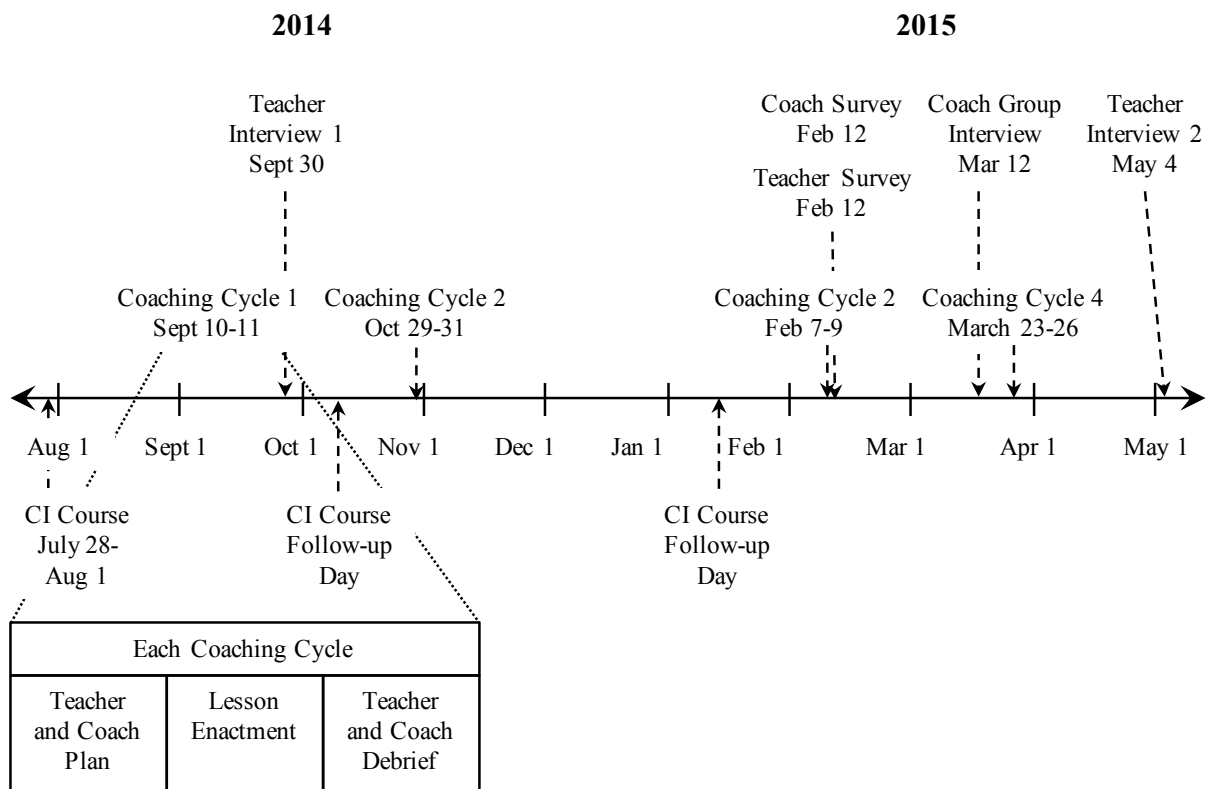 2014
2015
Teacher
Interview 1
Sept 30
Coach Survey
Feb 12
Teacher Survey
Feb 12
Coach Group
Interview
Mar 12
Teacher
Interview 2
May 4
Coaching Cycle 1
Sept 10-11
Coaching Cycle 2
Oct 29-31
Coaching Cycle 2
Feb 7-9
Coaching Cycle 4
March 23-26
Aug 1
Sept 1
Oct 1
Nov 1
Dec 1
Jan 1
Feb 1
Mar 1
Apr 1
May 1
CI Course
July 28-
Aug 1
CI Course
Follow-up
Day
CI Course
Follow-up
Day
Each Coaching Cycle
Teacher
and Coach
Plan
Lesson
Enactment
Teacher
and Coach
Debrief